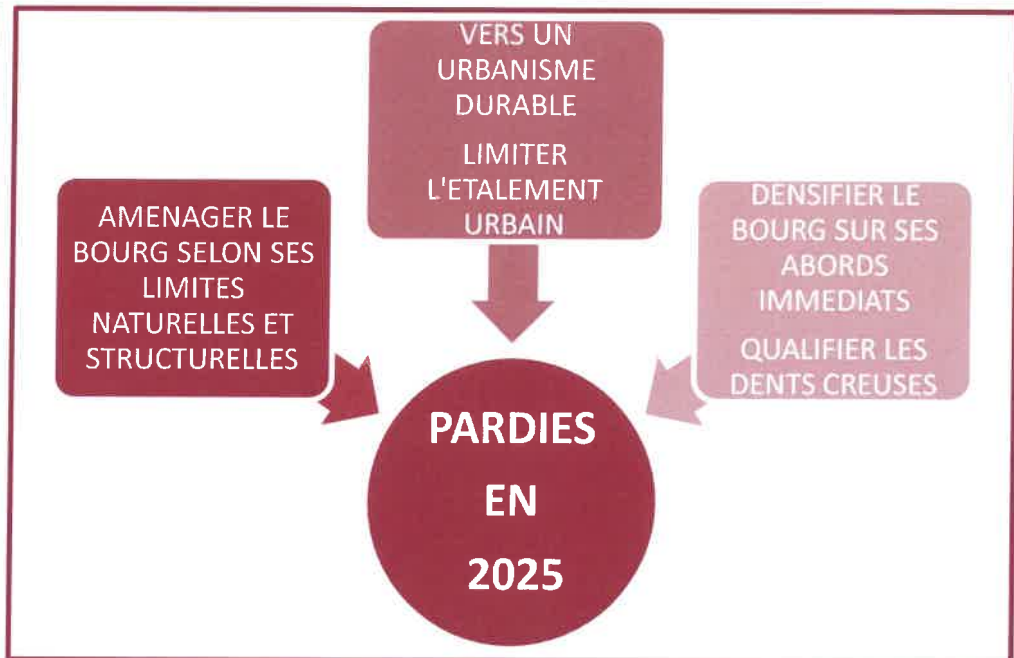 VERS UN
URBANISME
DURABLE
LIMITER
L'ETALEMENT
URBAIN
AMENAGER LE
BOURG SELON SES
LIMITES
NATURELLES ET
STRUCTURELLES
DENSIFIER LE
BOURG SUR SES
ABORDS
IMMEDIATS
QUALIFIER LES
DENTS CREUSES
PARDIES
EN
2025